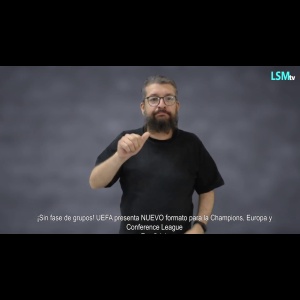 LSMtv
¡Sin fase de grupos! UEFA presenta NUEVO formato para la Champions, Europa y
Conference League